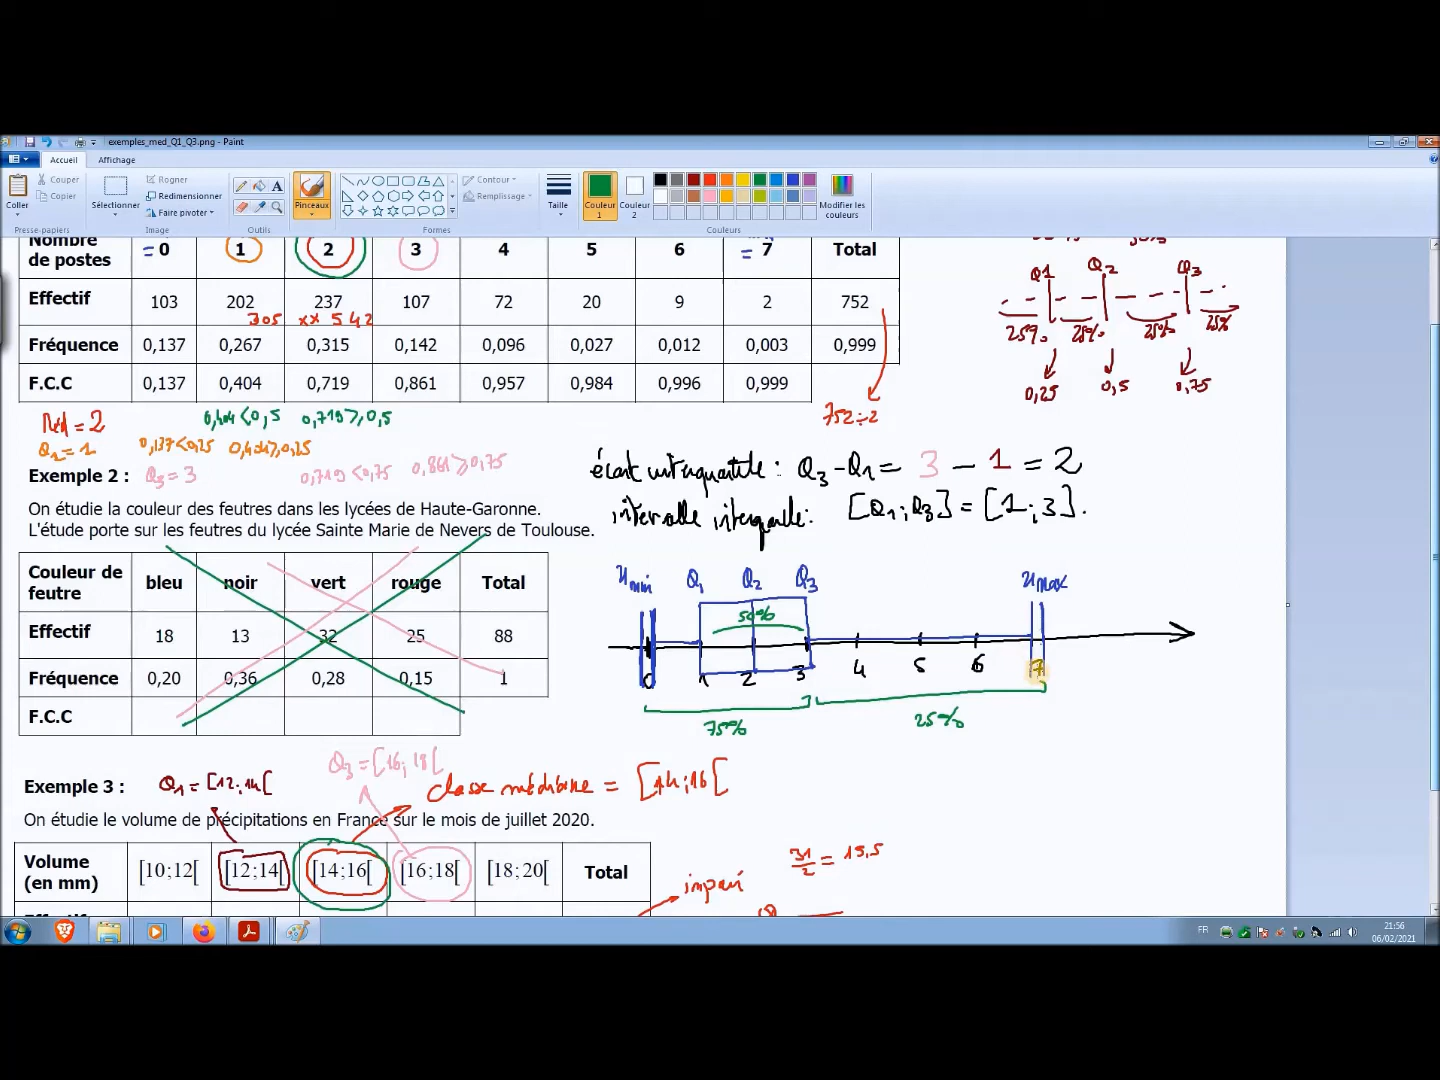 exemples_med_Q1_Q3.png - Paint
Accueil Affichage
Coller
Couper
Copier
Presse-papiers
Sélectionner
Rogner
Redimensionner
Faire pivoter
Image
A
Outils
Pinceaux
Contour
Remplissage
Formes
Taille
Couleur 1
Couleur 2
Modifier les couleurs
Couleurs
Nombre de postes = 0 1 2 3 4 5 6 = 7 Total
Effectif 103 202 237 107 72 20 9 2 752
305 xx 542
Fréquence 0,137 0,267 0,315 0,142 0,096 0,027 0,012 0,003 0,999
F.C.C 0,137 0,404 0,719 0,861 0,957 0,984 0,996 0,999
752÷2
Méd = 2 0,404<0,5 0,719≥0,5
= 1 0,137<0,25 0,25
Exemple 2 : Q3 = 3 0,719<0,75 0,861≥0,75
On étudie la couleur des feutres dans les lycées de Haute-Garonne.
L'étude porte sur les feutres du lycée Sainte Marie de Nevers de Toulouse.
Couleur de feutre bleu noir vert rouge Total
Effectif 18 13 32 25 88
Fréquence 0,20 0,36 0,28 0,15 1
F.C.C
Q1 Q2 Q3
25% 25% 25% 25%
0,25 0,5 0,75
écart interquartile : Q3 - Q1 = 3 - 1 = 2
intervalle : [Q1;Q3] = [1;3].
xmin Q1 Q2 Q3 xmax
50%
0 1 2 3 4 5 6 7
75% 25%
Q3 = [16;18[
Exemple 3 : Q1 = [12;14[ classe médiane = [14;16[
On étudie le volume de précipitations en France sur le mois de juillet 2020.
Volume (en mm) [10;12[ [12;14[ [14;16[ [16;18[ [18;20[ Total
31/2 = 15,5
impair
FR
21:56
06/02/2021